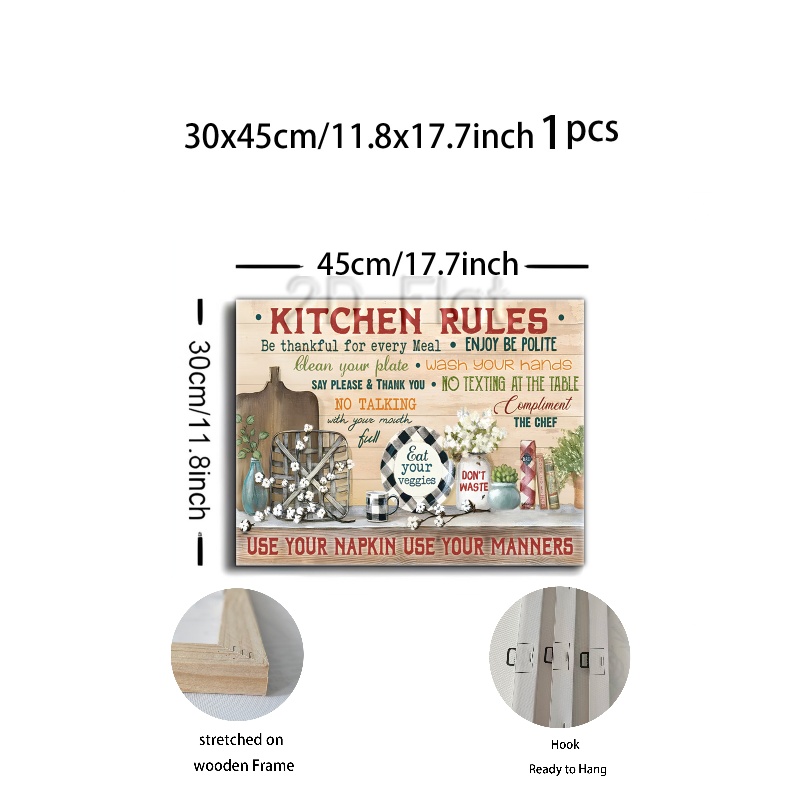 30x45cm/11.8x17.7inch 1pcs
45cm/17.7inch
2D Flat
30cm/11.8inch
• KITCHEN RULES •
Be thankful for every Meal • ENJOY BE POLITE
Clean your plate • wash your hands
SAY PLEASE & THANK YOU • NO TEXTING AT THE TABLE
NO TALKING
with your mouth
full
Compliment
THE CHEF
Eat
your
veggies
DON'T
WASTE
USE YOUR NAPKIN USE YOUR MANNERS
stretched on
wooden Frame
Hook
Ready to Hang